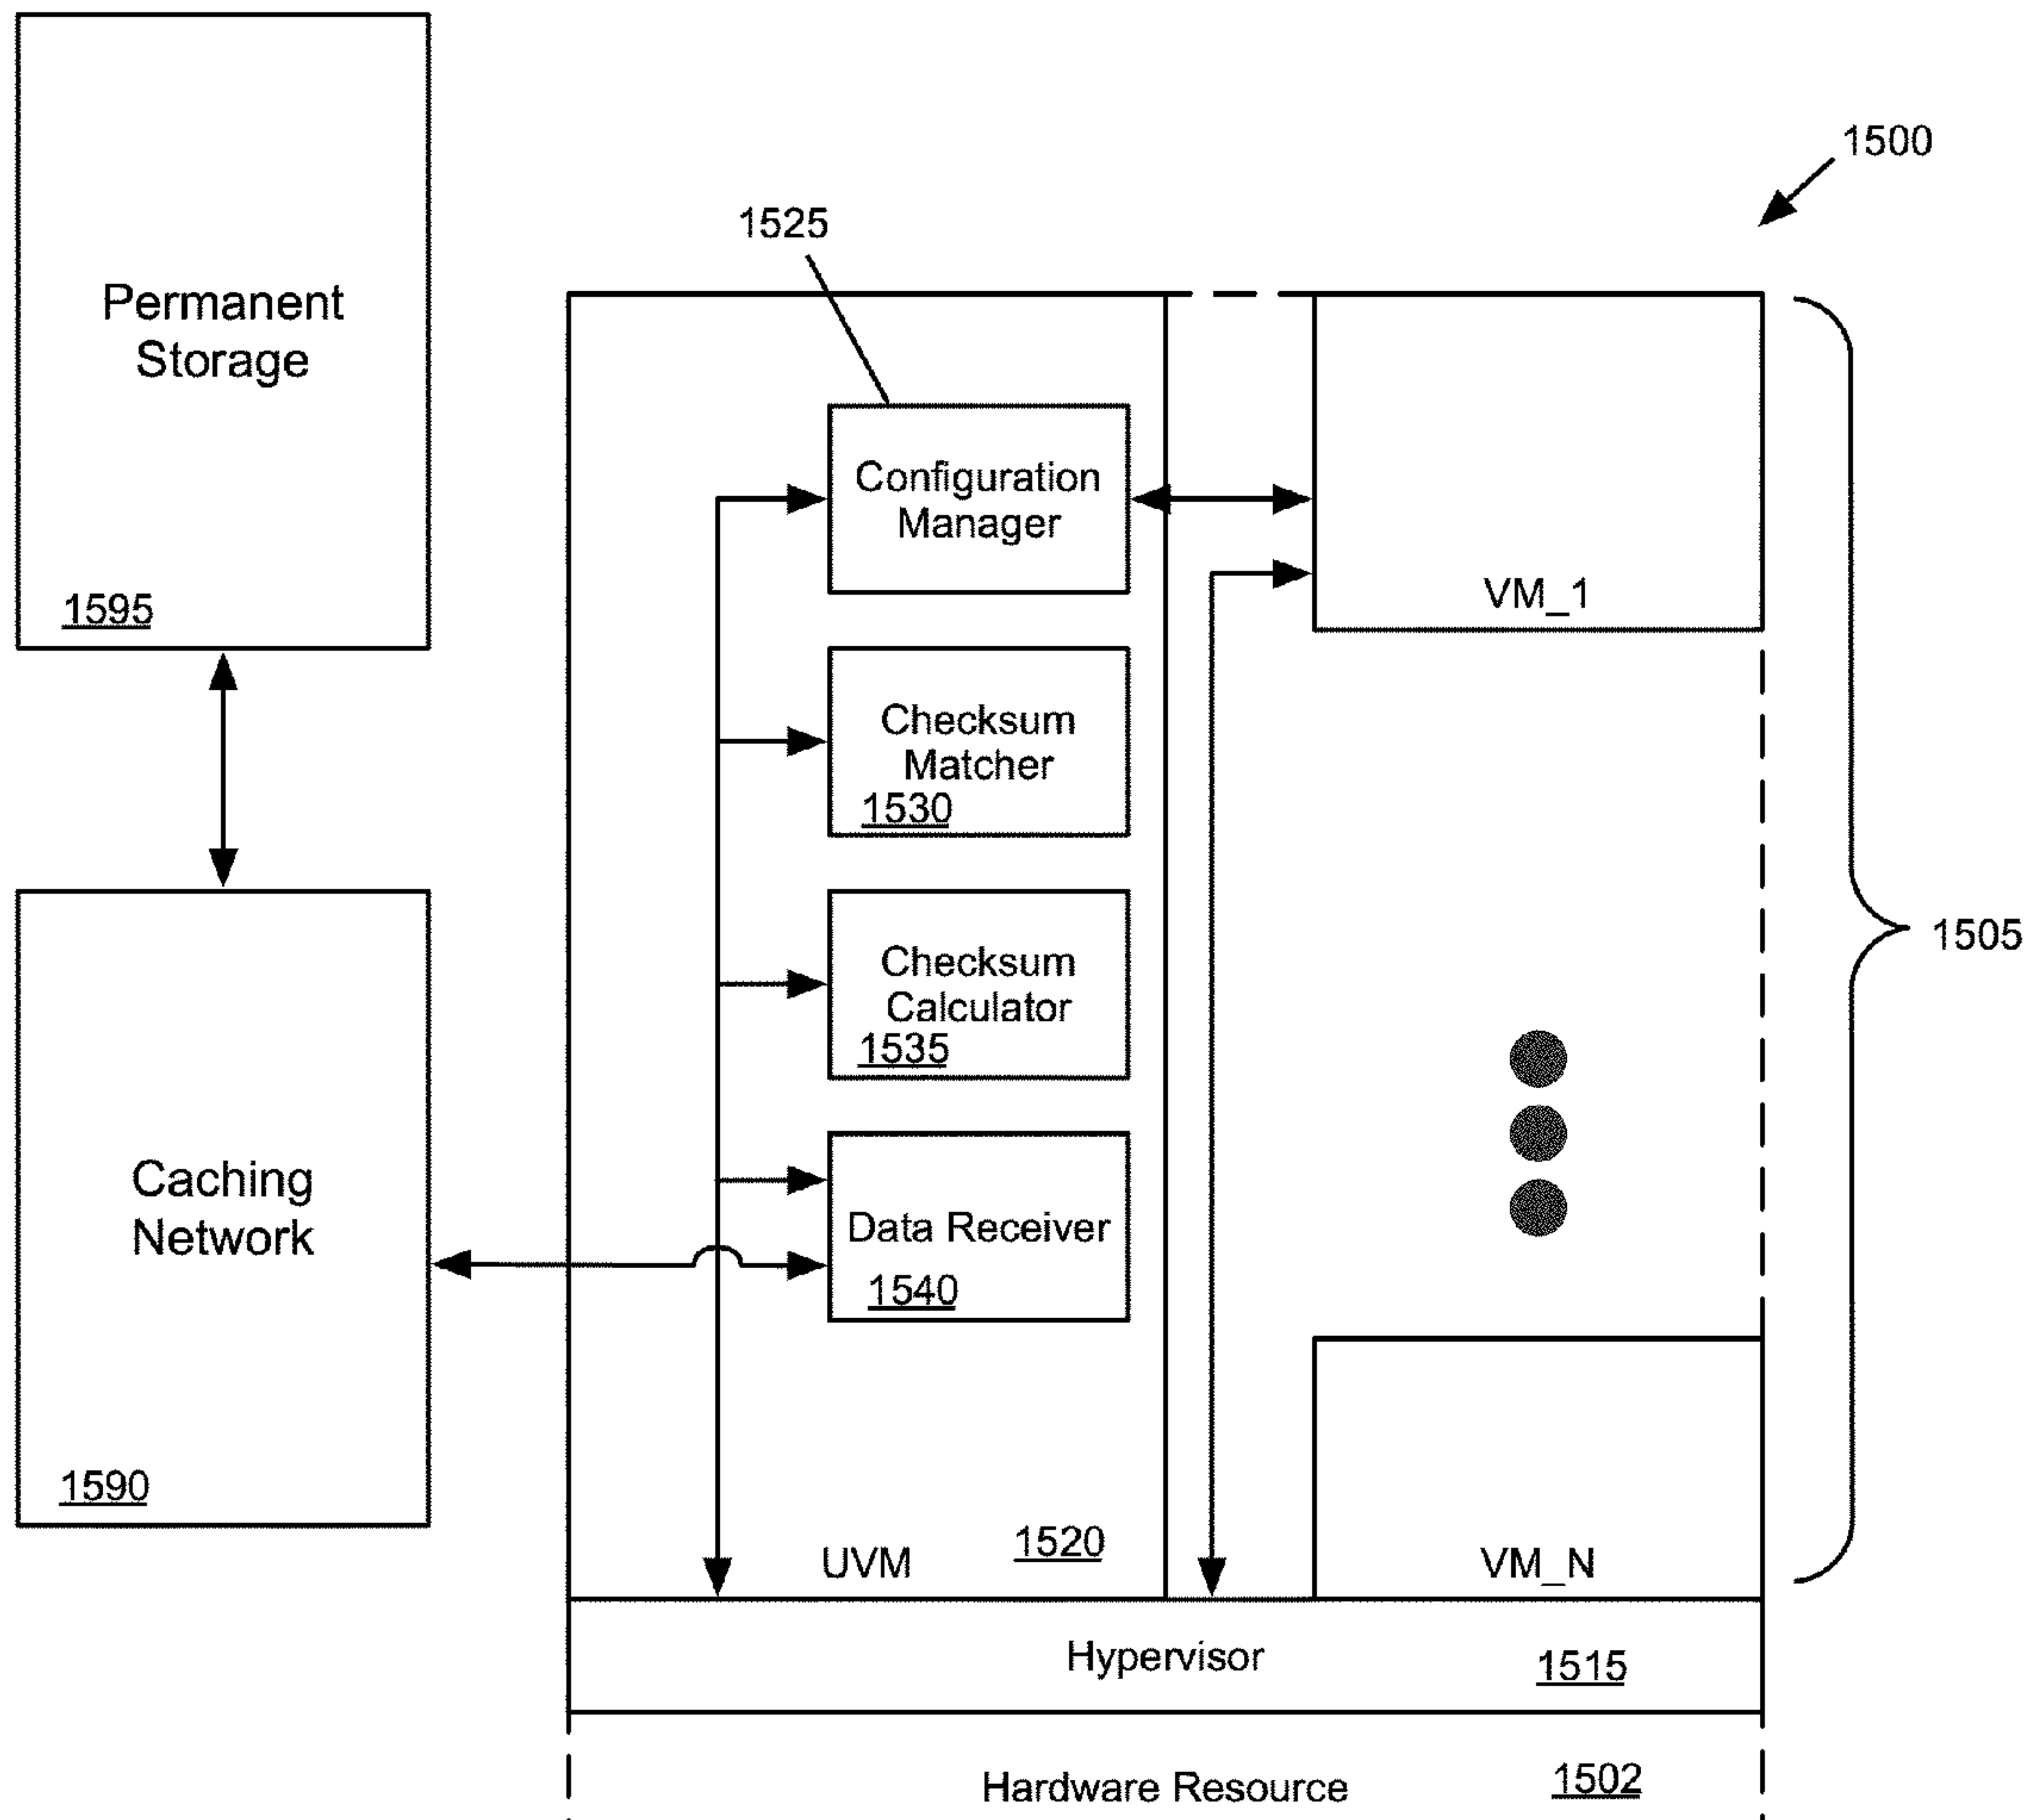 1500
1525
Permanent
Storage
1595
Configuration
Manager
VM_1
Checksum
Matcher
1530
1505
Checksum
Calculator
1535
Caching
Network
1590
Data Receiver
1540
1520
UVM
VM_N
Hypervisor
1515
Hardware Resource
1502